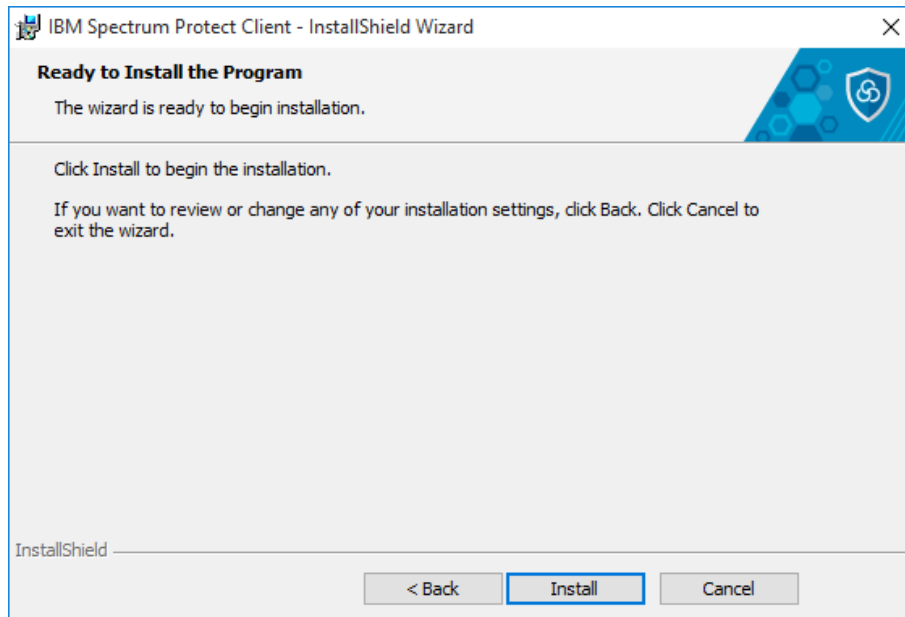 IBM Spectrum Protect Client - InstallShield Wizard
Ready to Install the Program
The wizard is ready to begin installation.
Click Install to begin the installation.
If you want to review or change any of your installation settings, click Back. Click Cancel to
exit the wizard.
InstallShield
< Back Install Cancel